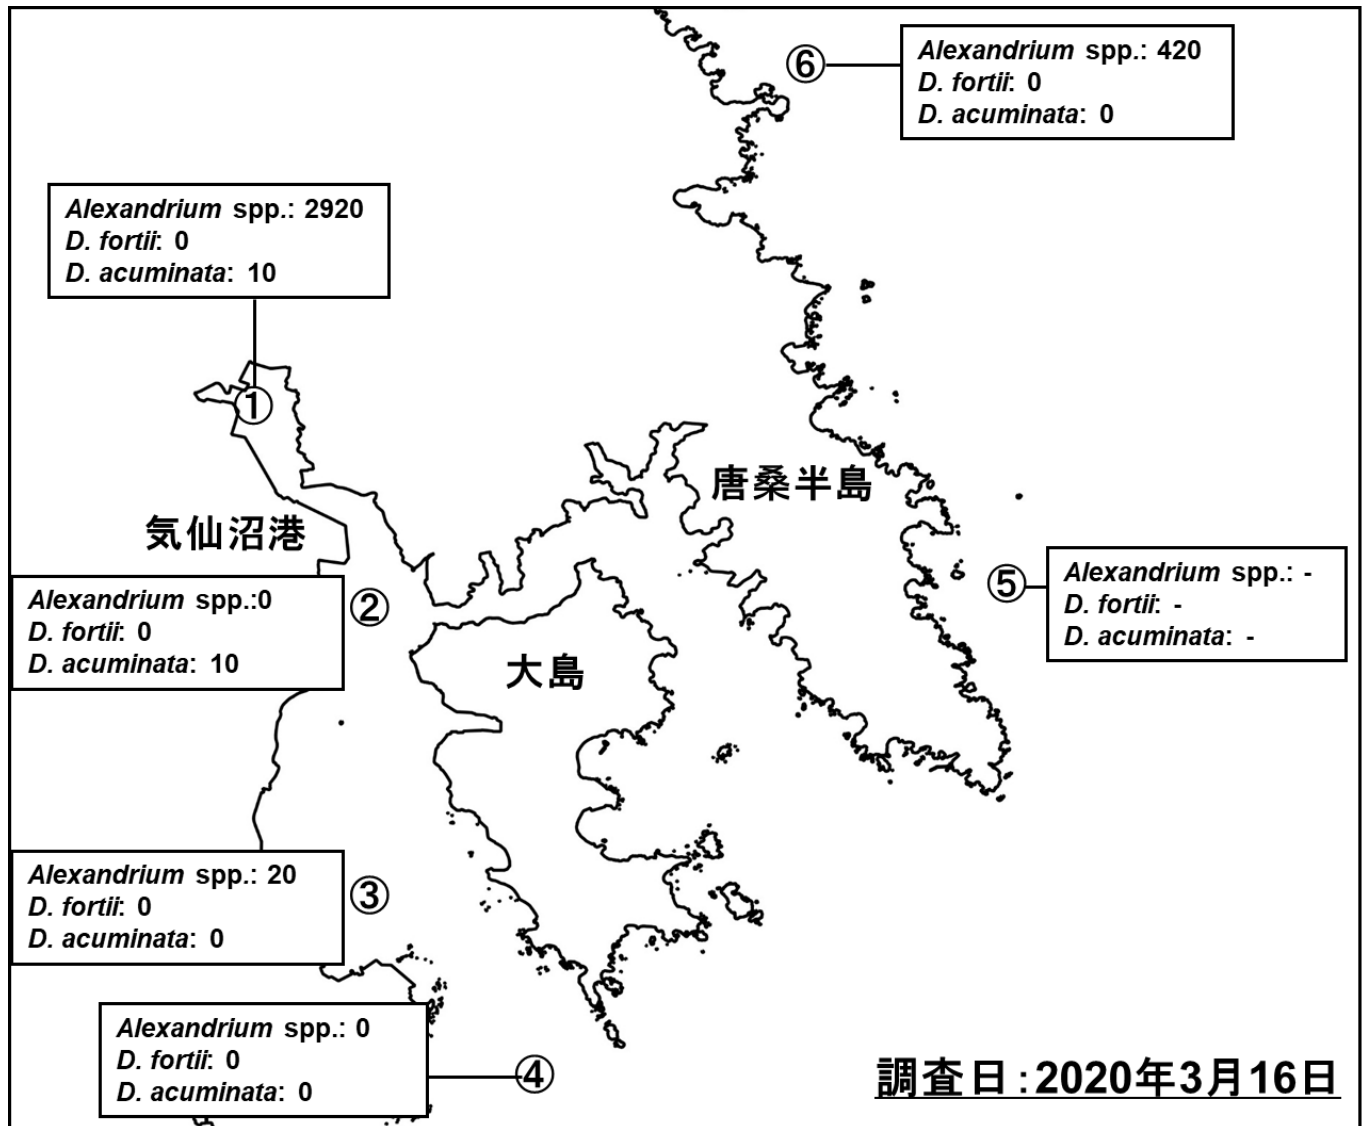 ⑥
Alexandrium spp.: 420
D. fortii: 0
D. acuminata: 0
Alexandrium spp.: 2920
D. fortii: 0
D. acuminata: 10
①
唐桑半島
気仙沼港
Alexandrium spp.:0
D. fortii: 0
D. acuminata: 10
②
⑤
Alexandrium spp.: -
D. fortii: -
D. acuminata: -
大島
Alexandrium spp.: 20
D. fortii: 0
D. acuminata: 0
③
Alexandrium spp.: 0
D. fortii: 0
D. acuminata: 0
④
調査日:2020年3月16日